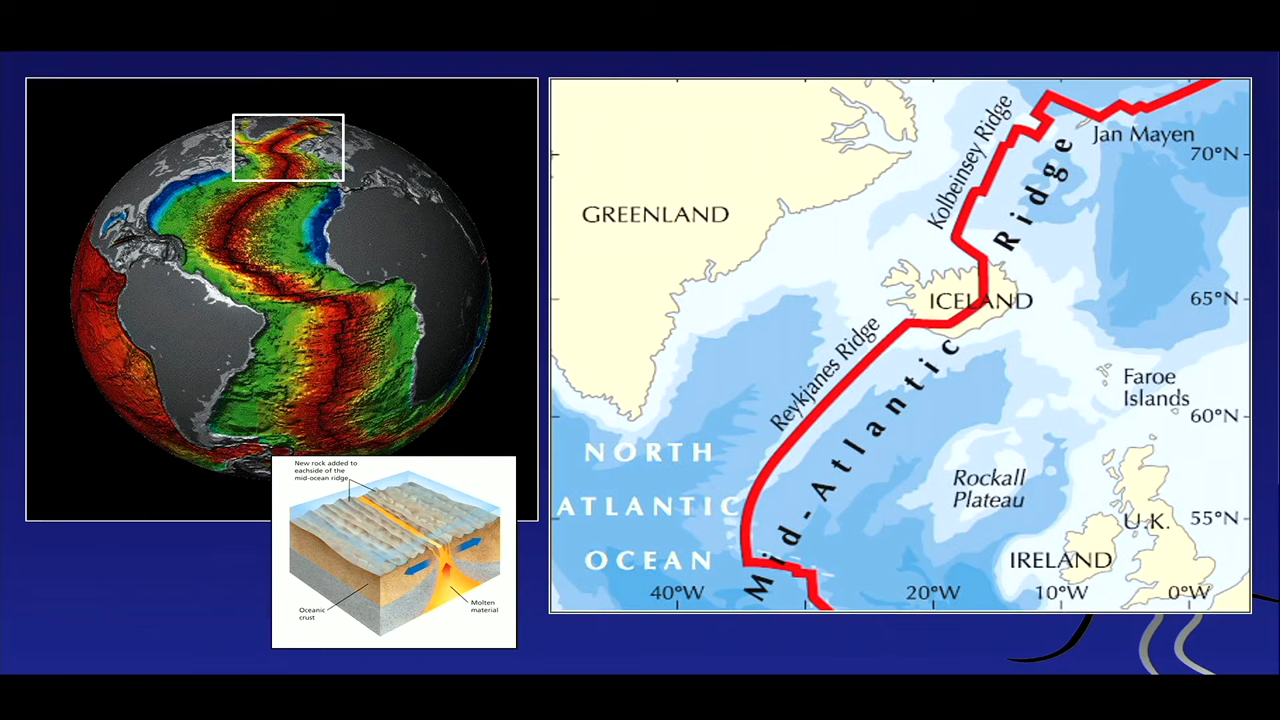 New rock added to
eachside of the
mid-ocean ridge
Oceanic
crust
Molten
material
GREENLAND
ICELAND
Kolbeinsey Ridge
Jan Mayen
Reykjanes Ridge
Mid-Atlantic Ridge
Faroe
Islands
Rockall
Plateau
U.K.
IRELAND
NORTH
ATLANTIC
OCEAN
70°N
65°N
60°N
55°N
40°W
20°W
10°W
0°W